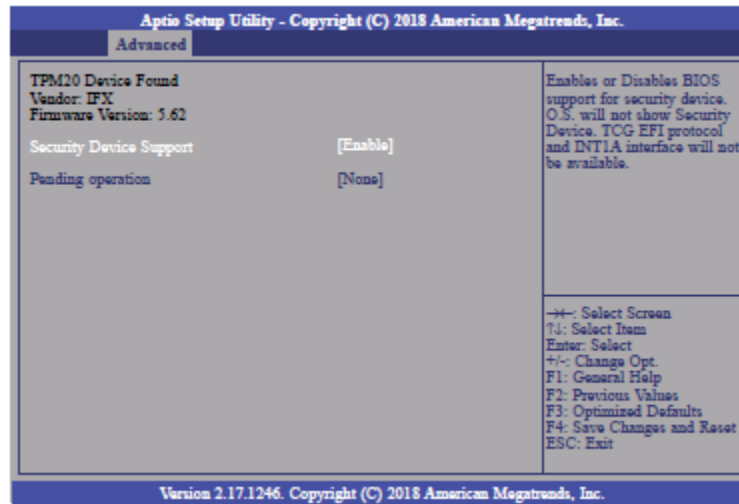 Aptio Setup Utility - Copyright (C) 2018 American Megatrends, Inc.
Advanced
TPM20 Device Found
Vendor: IFX
Firmware Version: 5.62
Security Device Support [Enable]
Pending operation [None]
Enables or Disables BIOS
support for security device.
O.S. will not show Security
Device. TCG EFI protocol
and INT1A interface will not
be available.
→←: Select Screen
↑↓: Select Item
Enter: Select
+/-: Change Opt.
F1: General Help
F2: Previous Values
F3: Optimized Defaults
F4: Save Changes and Reset
ESC: Exit
Version 2.17.1246. Copyright (C) 2018 American Megatrends, Inc.